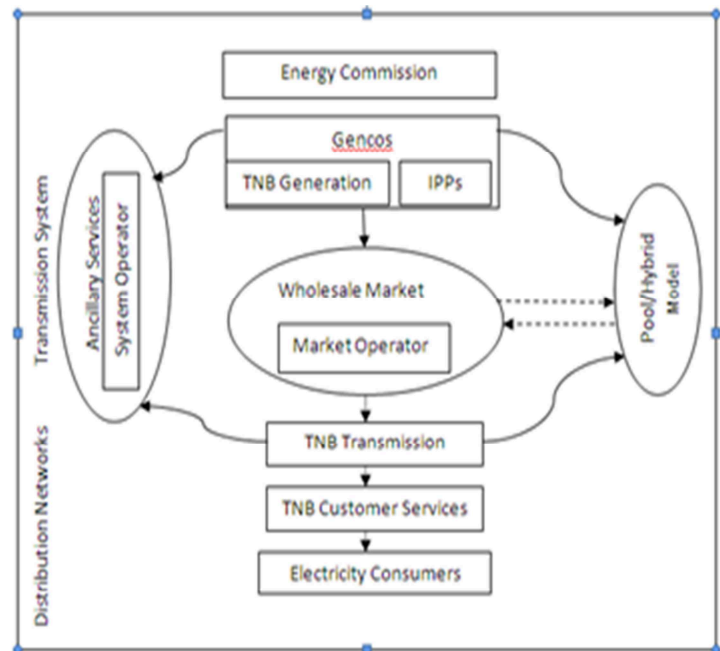 Energy Commission
Gencos
TNB Generation
IPPs
Transmission System
Ancillary Services
System Operator
Wholesale Market
Market Operator
Pool/Hybrid
Model
TNB Transmission
Distribution Networks
TNB Customer Services
Electricity Consumers